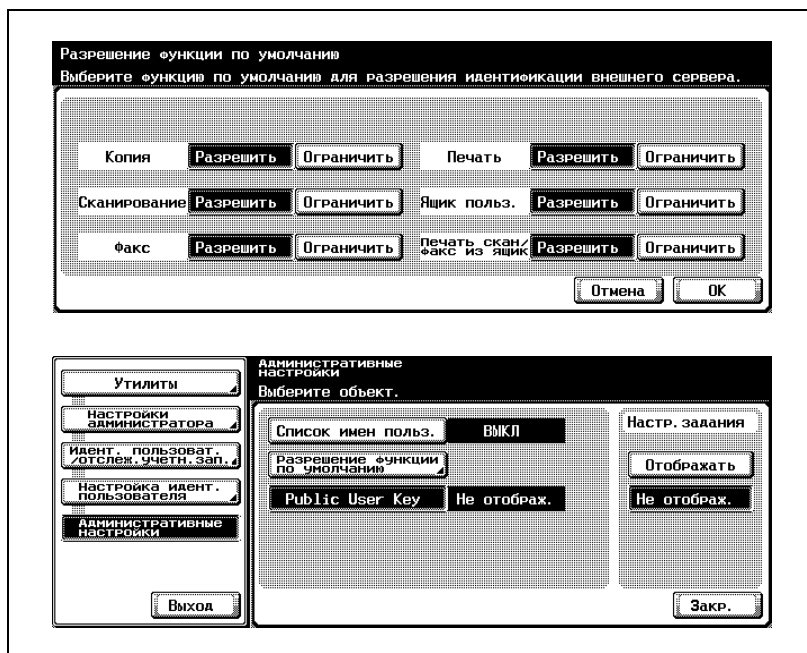 Разрешение функции по умолчанию
Выберите функцию по умолчанию для разрешения идентификации внешнего сервера.
Копия Разрешить Ограничить Печать Разрешить Ограничить
Сканирование Разрешить Ограничить Ящик польз. Разрешить Ограничить
Факс Разрешить Ограничить Печать скан/
факс из ящик Разрешить Ограничить
Отмена OK
Утилиты
Настройки
администратора
Идент. пользоват.
/отслеж.учетн.зап.
Настройка идент.
пользователя
Административные
настройки
Выход
Административные
настройки
Выберите объект.
Список имен польз. ВЫКЛ
Разрешение функции
по умолчанию
Public User Key Не отображ.
Настр. задания
Отображать
Не отображ.
Закр.